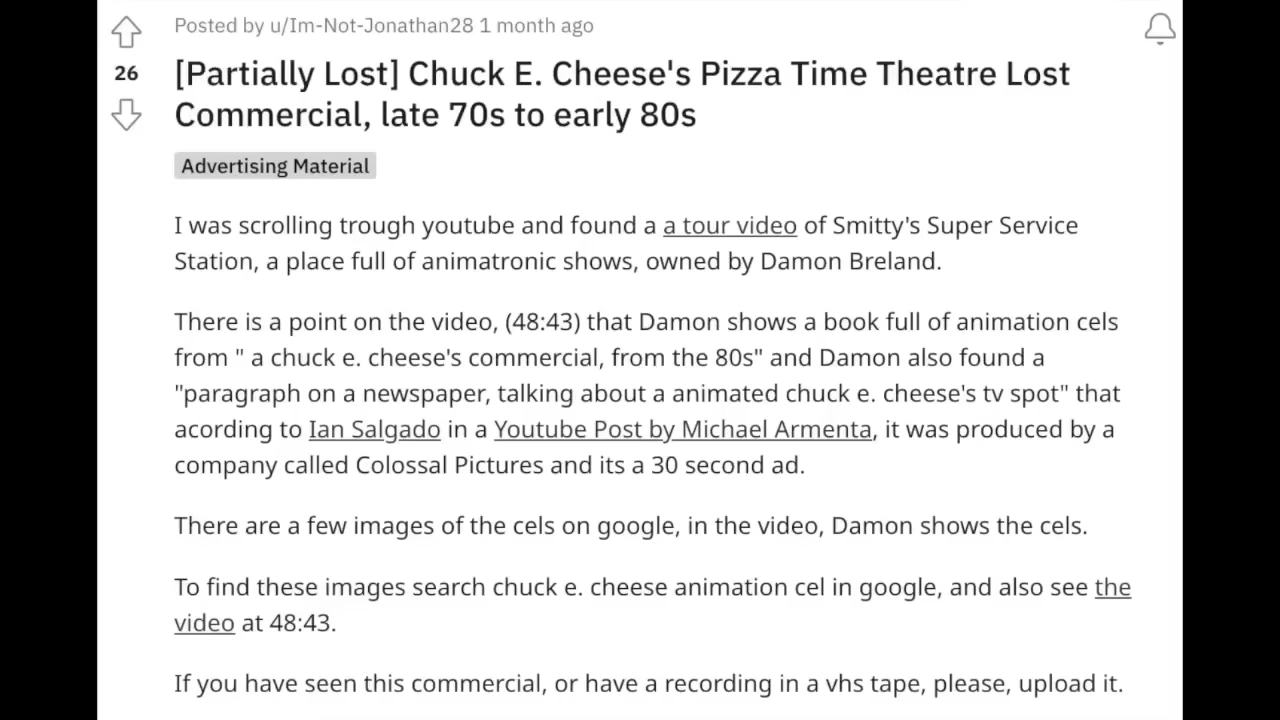 Posted by u/Im-Not-Jonathan28 1 month ago
26
[Partially Lost] Chuck E. Cheese's Pizza Time Theatre Lost
Commercial, late 70s to early 80s
Advertising Material
I was scrolling trough youtube and found a a tour video of Smitty's Super Service
Station, a place full of animatronic shows, owned by Damon Breland.
There is a point on the video, (48:43) that Damon shows a book full of animation cels
from " a chuck e. cheese's commercial, from the 80s" and Damon also found a
"paragraph on a newspaper, talking about a animated chuck e. cheese's tv spot" that
acording to Ian Salgado in a Youtube Post by Michael Armenta, it was produced by a
company called Colossal Pictures and its a 30 second ad.
There are a few images of the cels on google, in the video, Damon shows the cels.
To find these images search chuck e. cheese animation cel in google, and also see the
video at 48:43.
If you have seen this commercial, or have a recording in a vhs tape, please, upload it.